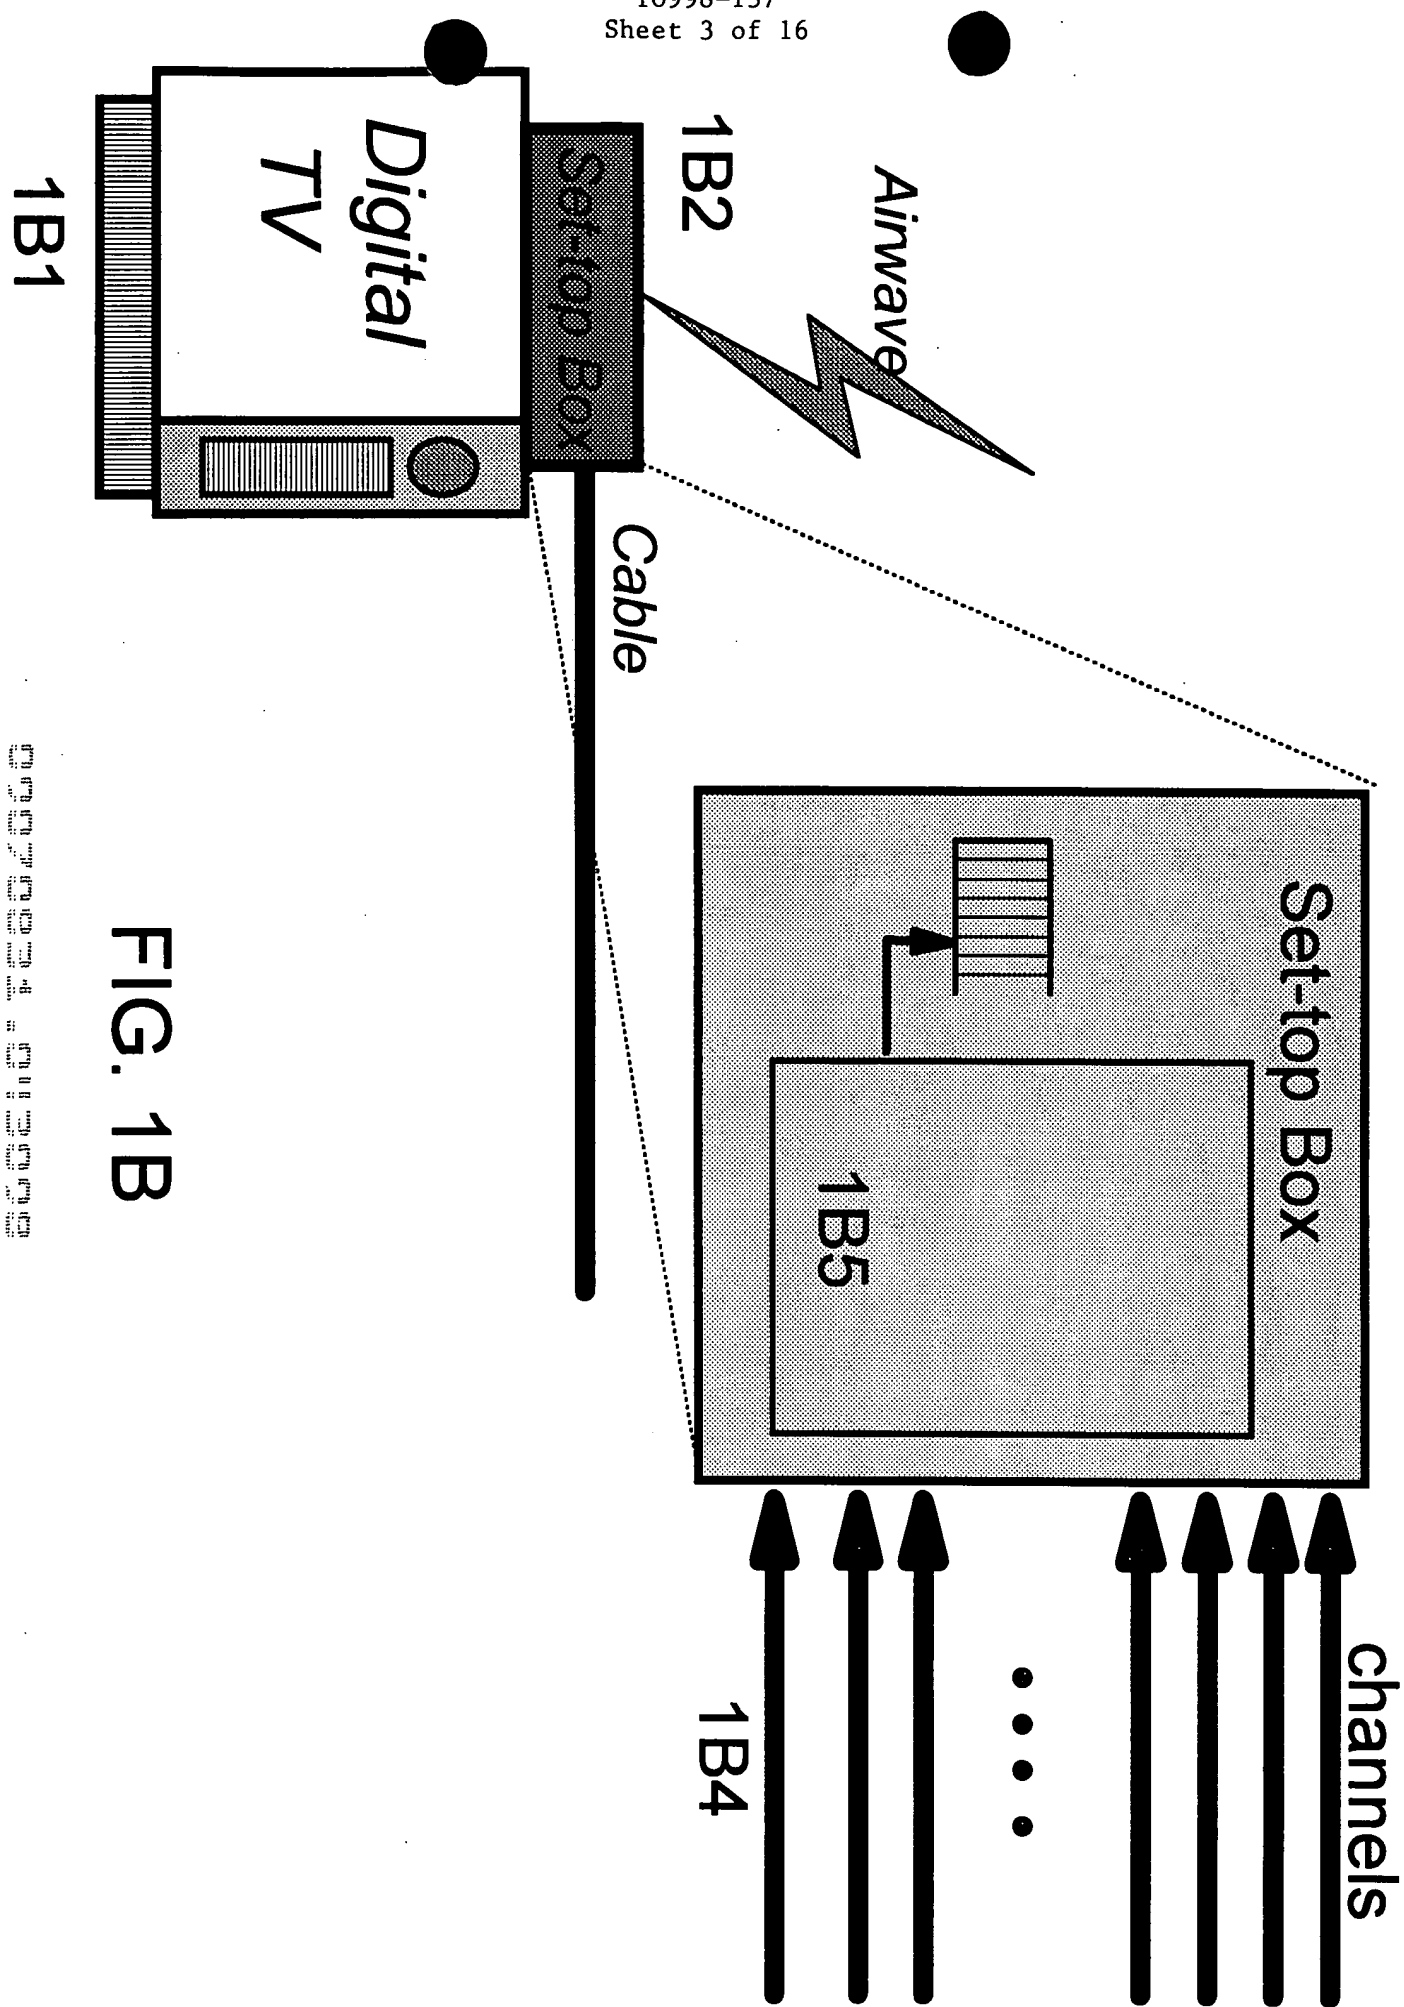 Sheet 3 of 16
Airwave
1B2
Set-top Box
Digital
TV
1B1
Cable
Set-top Box
1B5
channels
1B4
FIG. 1B